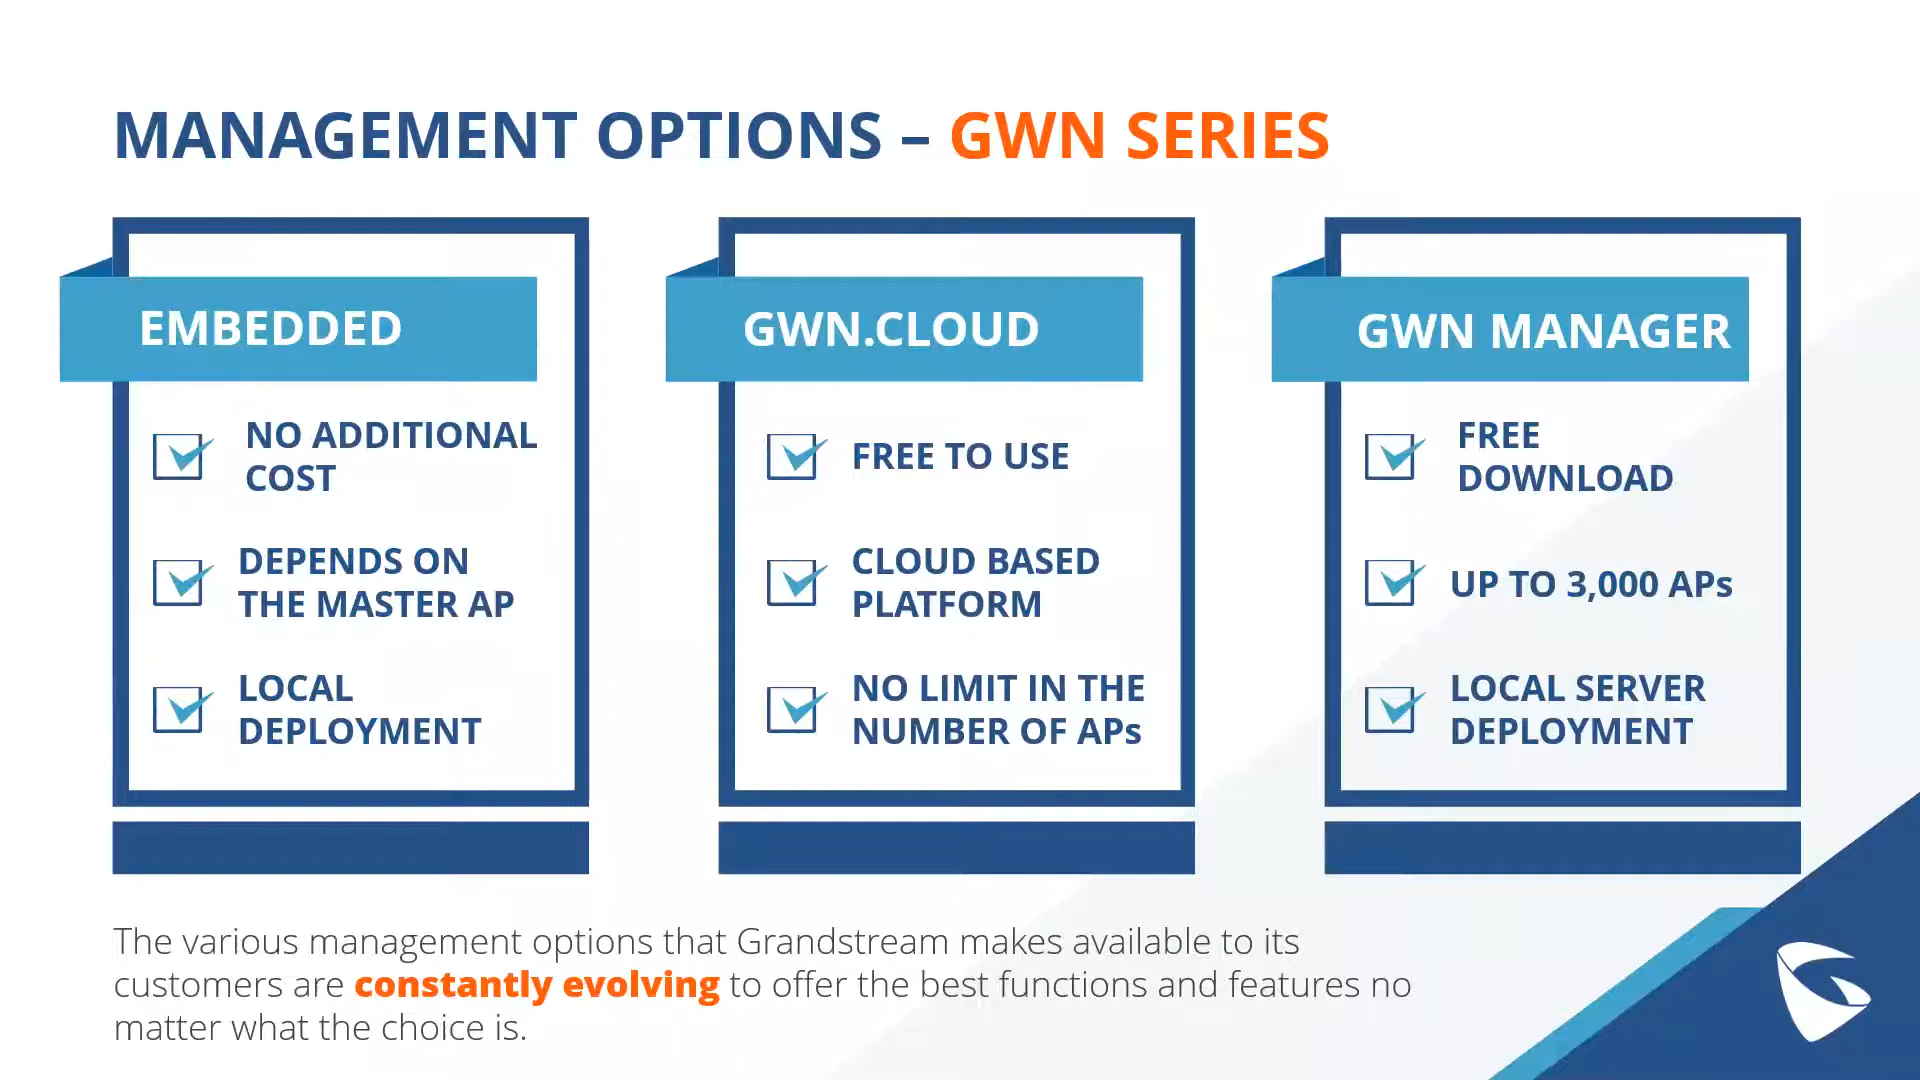 MANAGEMENT OPTIONS – GWN SERIES
EMBEDDED
NO ADDITIONAL
COST
DEPENDS ON
THE MASTER AP
LOCAL
DEPLOYMENT
GWN.CLOUD
FREE TO USE
CLOUD BASED
PLATFORM
NO LIMIT IN THE
NUMBER OF APs
GWN MANAGER
FREE
DOWNLOAD
UP TO 3,000 APs
LOCAL SERVER
DEPLOYMENT
The various management options that Grandstream makes available to its
customers are constantly evolving to offer the best functions and features no
matter what the choice is.